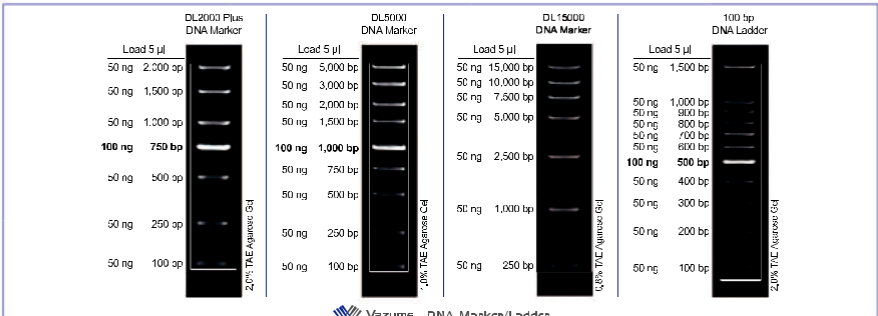 DL2000 Plus
DNA Marker
Load 5 µl
50 ng 2,000 bp
50 ng 1,500 bp
50 ng 1,000 bp
100 ng 750 bp
50 ng 500 bp
50 ng 250 bp
50 ng 100 bp
2.0% TAE Agarose Gel
DL5000
DNA Marker
Load 5 µl
50 ng 5,000 bp
50 ng 3,000 bp
50 ng 2,000 bp
50 ng 1,500 bp
100 ng 1,000 bp
50 ng 750 bp
50 ng 500 bp
50 ng 250 bp
50 ng 100 bp
1.0% TAE Agarose Gel
DL15000
DNA Marker
Load 5 µl
50 ng 15,000 bp
50 ng 10,000 bp
50 ng 7,500 bp
50 ng 5,000 bp
50 ng 2,500 bp
50 ng 1,000 bp
50 ng 250 bp
0.8% TAE Agarose Gel
100 bp
DNA Ladder
Load 5 µl
50 ng 1,500 bp
50 ng 1,000 bp
50 ng 900 bp
50 ng 800 bp
50 ng 700 bp
50 ng 600 bp
100 ng 500 bp
50 ng 400 bp
50 ng 300 bp
50 ng 200 bp
50 ng 100 bp
2.0% TAE Agarose Gel
Vazyme DNA Marker/Ladder